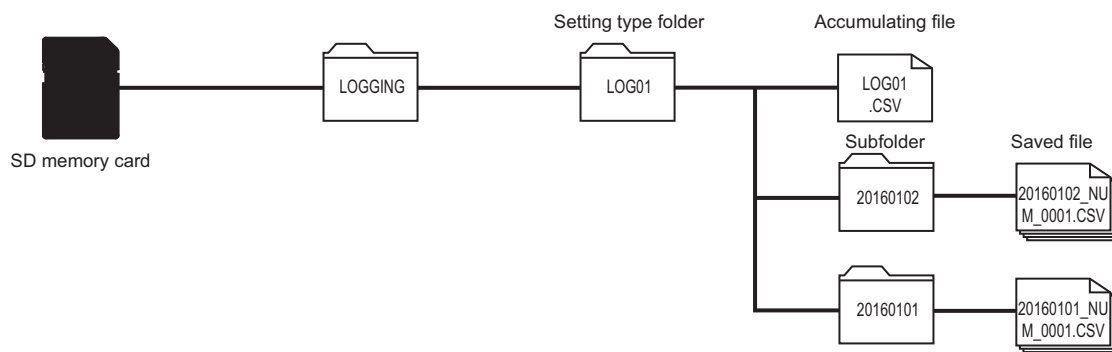 Setting type folder
Accumulating file
LOGGING
LOG01
LOG01
.CSV
SD memory card
Subfolder
Saved file
20160102
20160102_NU
M_0001.CSV
20160101
20160101_NU
M_0001.CSV